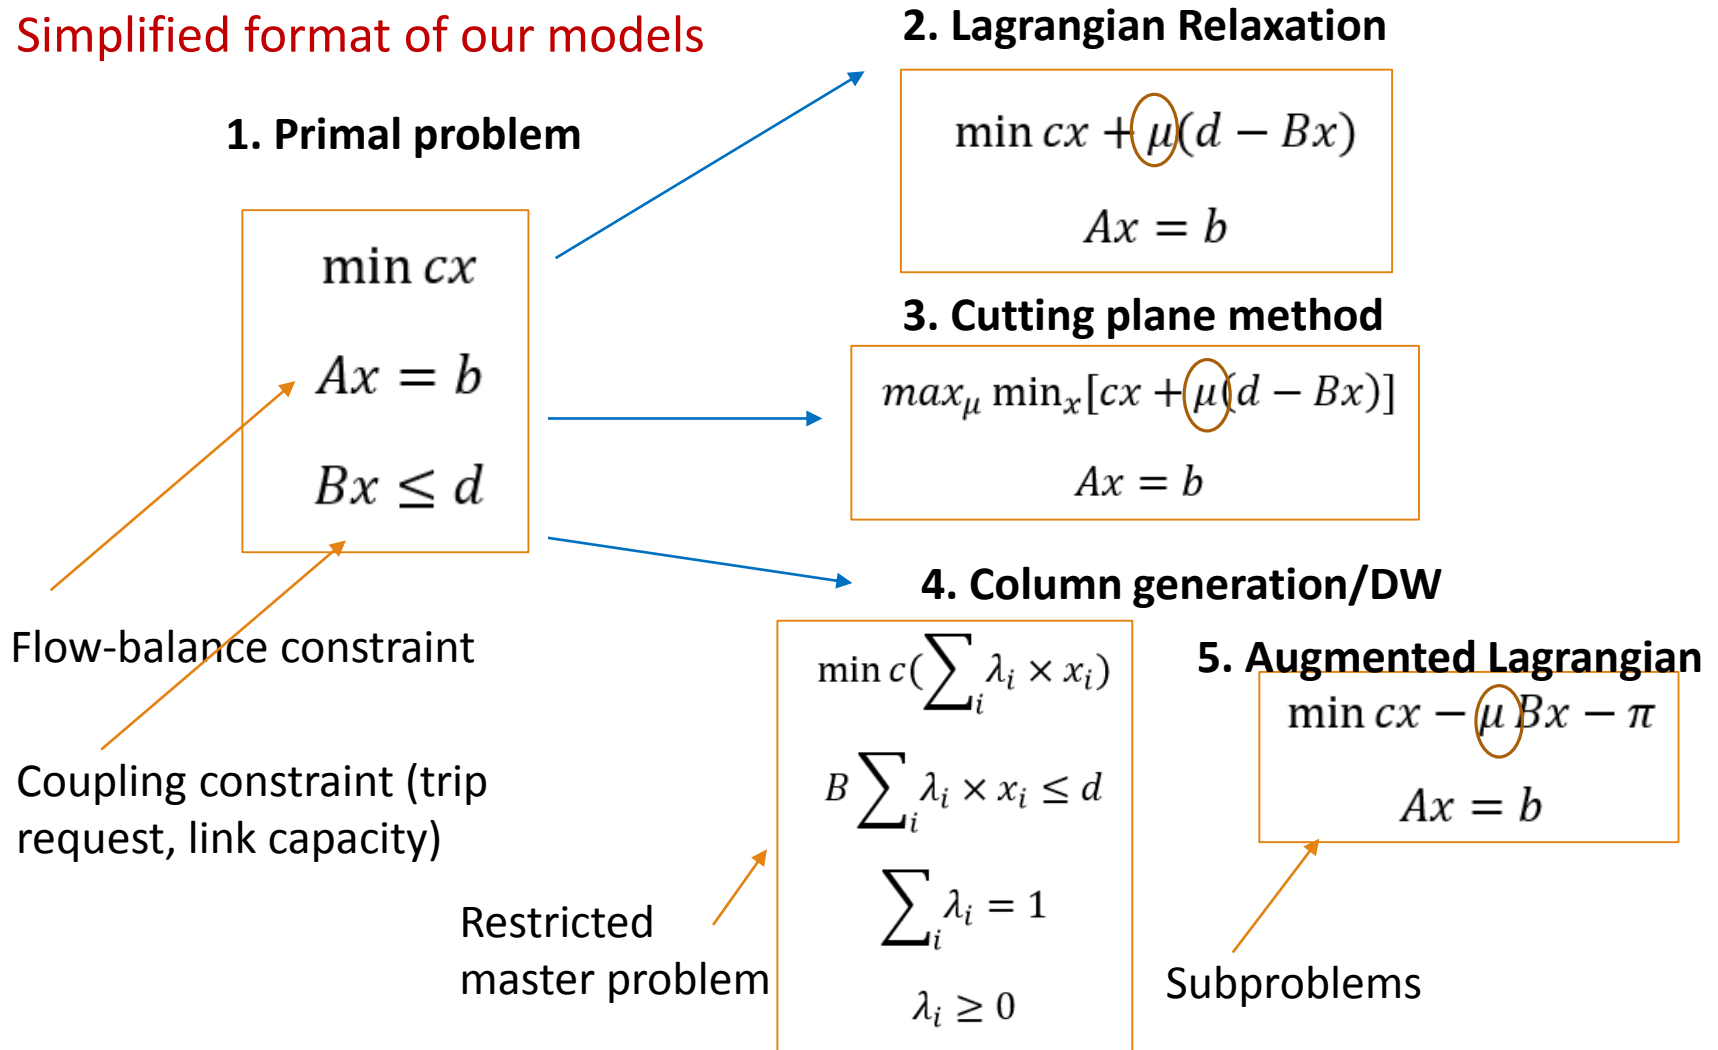 Simplified format of our models
1. Primal problem
min cx
Ax = b
Bx ≤ d
Flow-balance constraint
Coupling constraint (trip
request, link capacity)
2. Lagrangian Relaxation
min cx + μ(d − Bx)
Ax = b
3. Cutting plane method
max_μ min_x[cx + μ(d − Bx)]
Ax = b
4. Column generation/DW
min c(∑_i λ_i × x_i)
B ∑_i λ_i × x_i ≤ d
∑_i λ_i = 1
λ_i ≥ 0
Restricted
master problem
5. Augmented Lagrangian
min cx − μ Bx − π
Ax = b
Subproblems